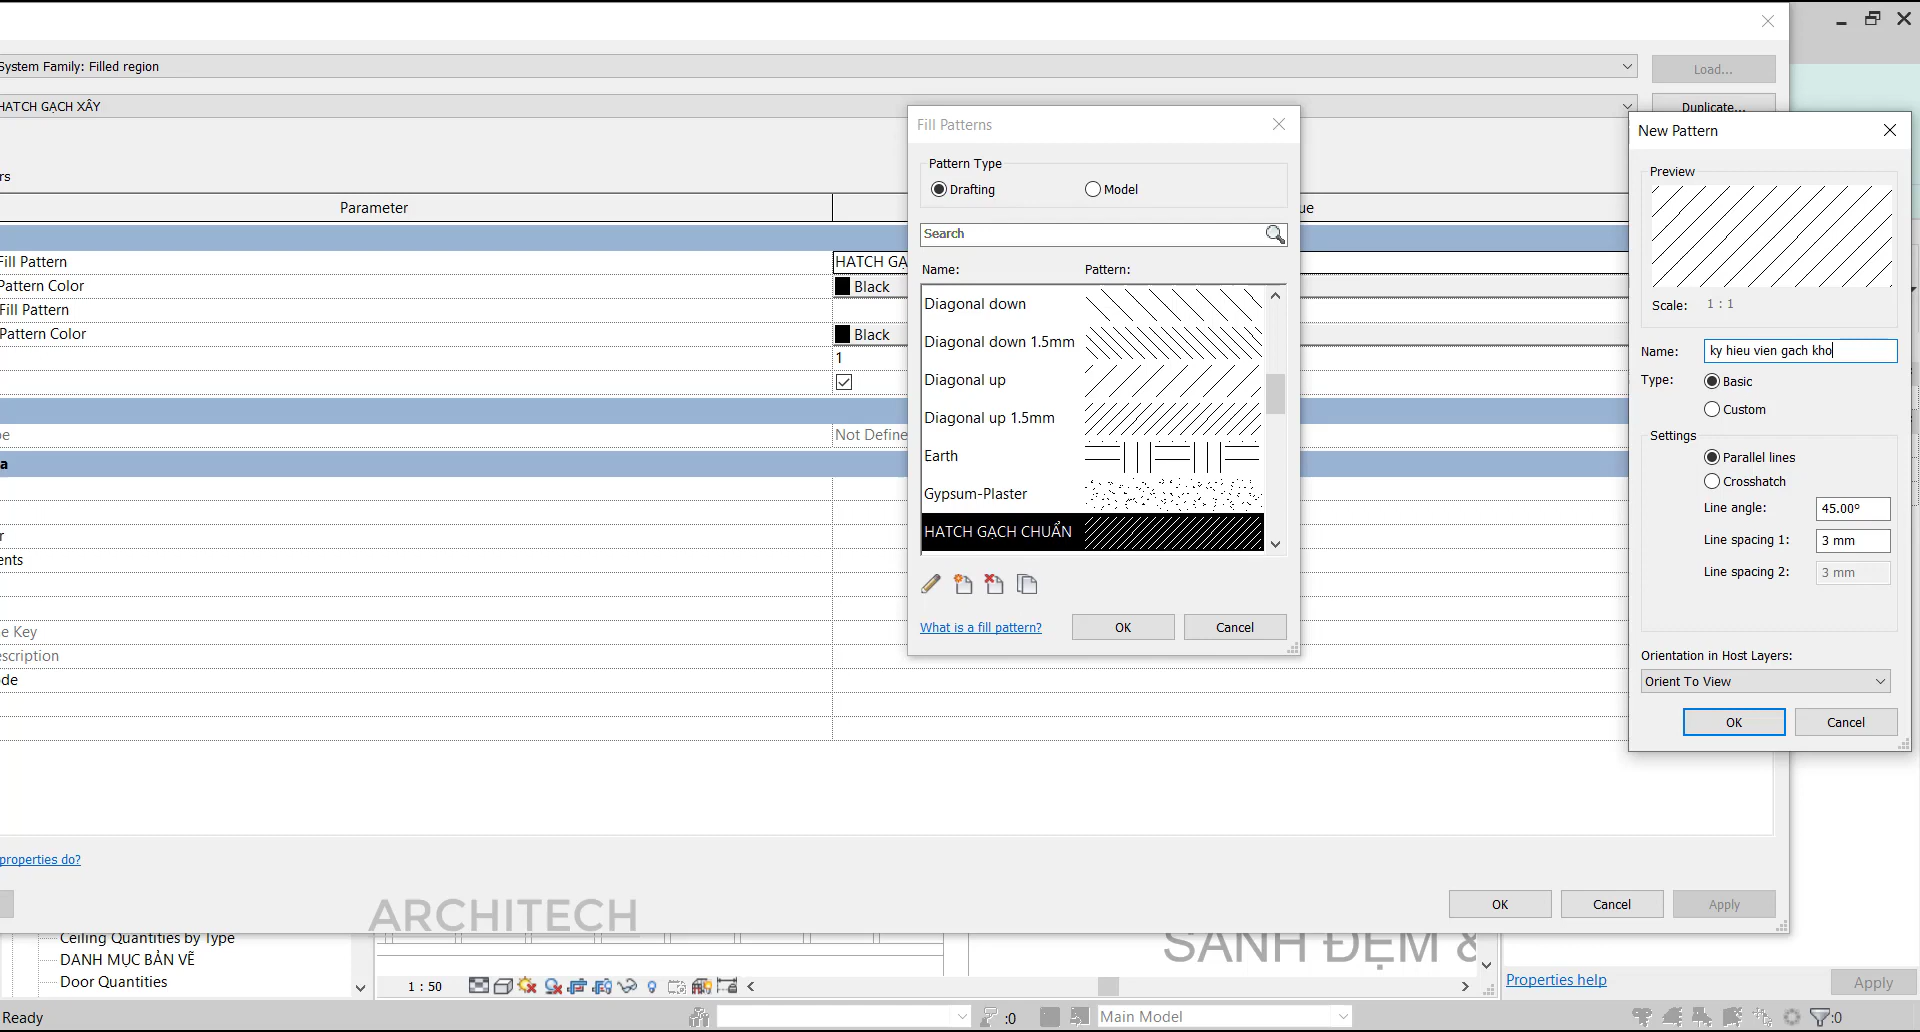 System Family: Filled region
Load...
HATCH GẠCH XÂY
Duplicate...
Fill Patterns
New Pattern
Pattern Type
Drafting
Model
Preview
rs
Parameter
ue
Search
Fill Pattern
HATCH GẠ
Name:
Pattern:
Pattern Color
Black
Diagonal down
Scale:
1 : 1
Fill Pattern
Pattern Color
Black
Diagonal down 1.5mm
Name:
ky hieu vien gach kho
1
Diagonal up
Type:
Basic
Custom
Diagonal up 1.5mm
pe
Not Define
Settings
Earth
Parallel lines
a
Crosshatch
Gypsum-Plaster
Line angle:
45.00°
HATCH GẠCH CHUẨN
r
Line spacing 1:
3 mm
ents
Line spacing 2:
3 mm
What is a fill pattern?
OK
Cancel
e Key
escription
Orientation in Host Layers:
de
Orient To View
OK
Cancel
properties do?
ARCHITECH
OK
Cancel
Apply
Ceiling Quantities by Type
DANH MỤC BẢN VẼ
Door Quantities
SẢNH ĐỆM &
1 : 50
Properties help
Apply
Ready
:0
Main Model
:0